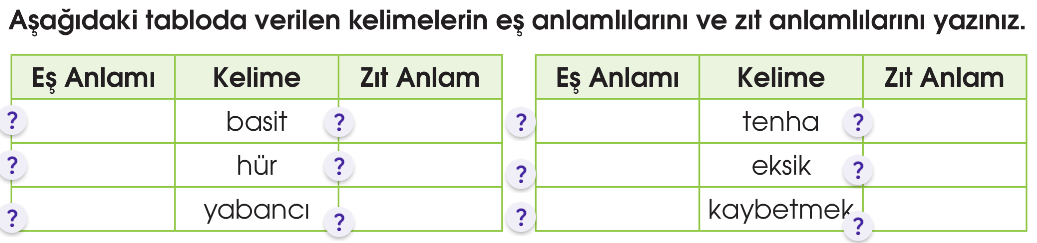 Aşağıdaki tabloda verilen kelimelerin eş anlamlılarını ve zıt anlamlılarını yazınız.
Eş Anlamı Kelime Zıt Anlam Eş Anlamı Kelime Zıt Anlam
? basit ? ? tenha ?
? hür ? ? eksik ?
? yabancı ? ? kaybetmek ?